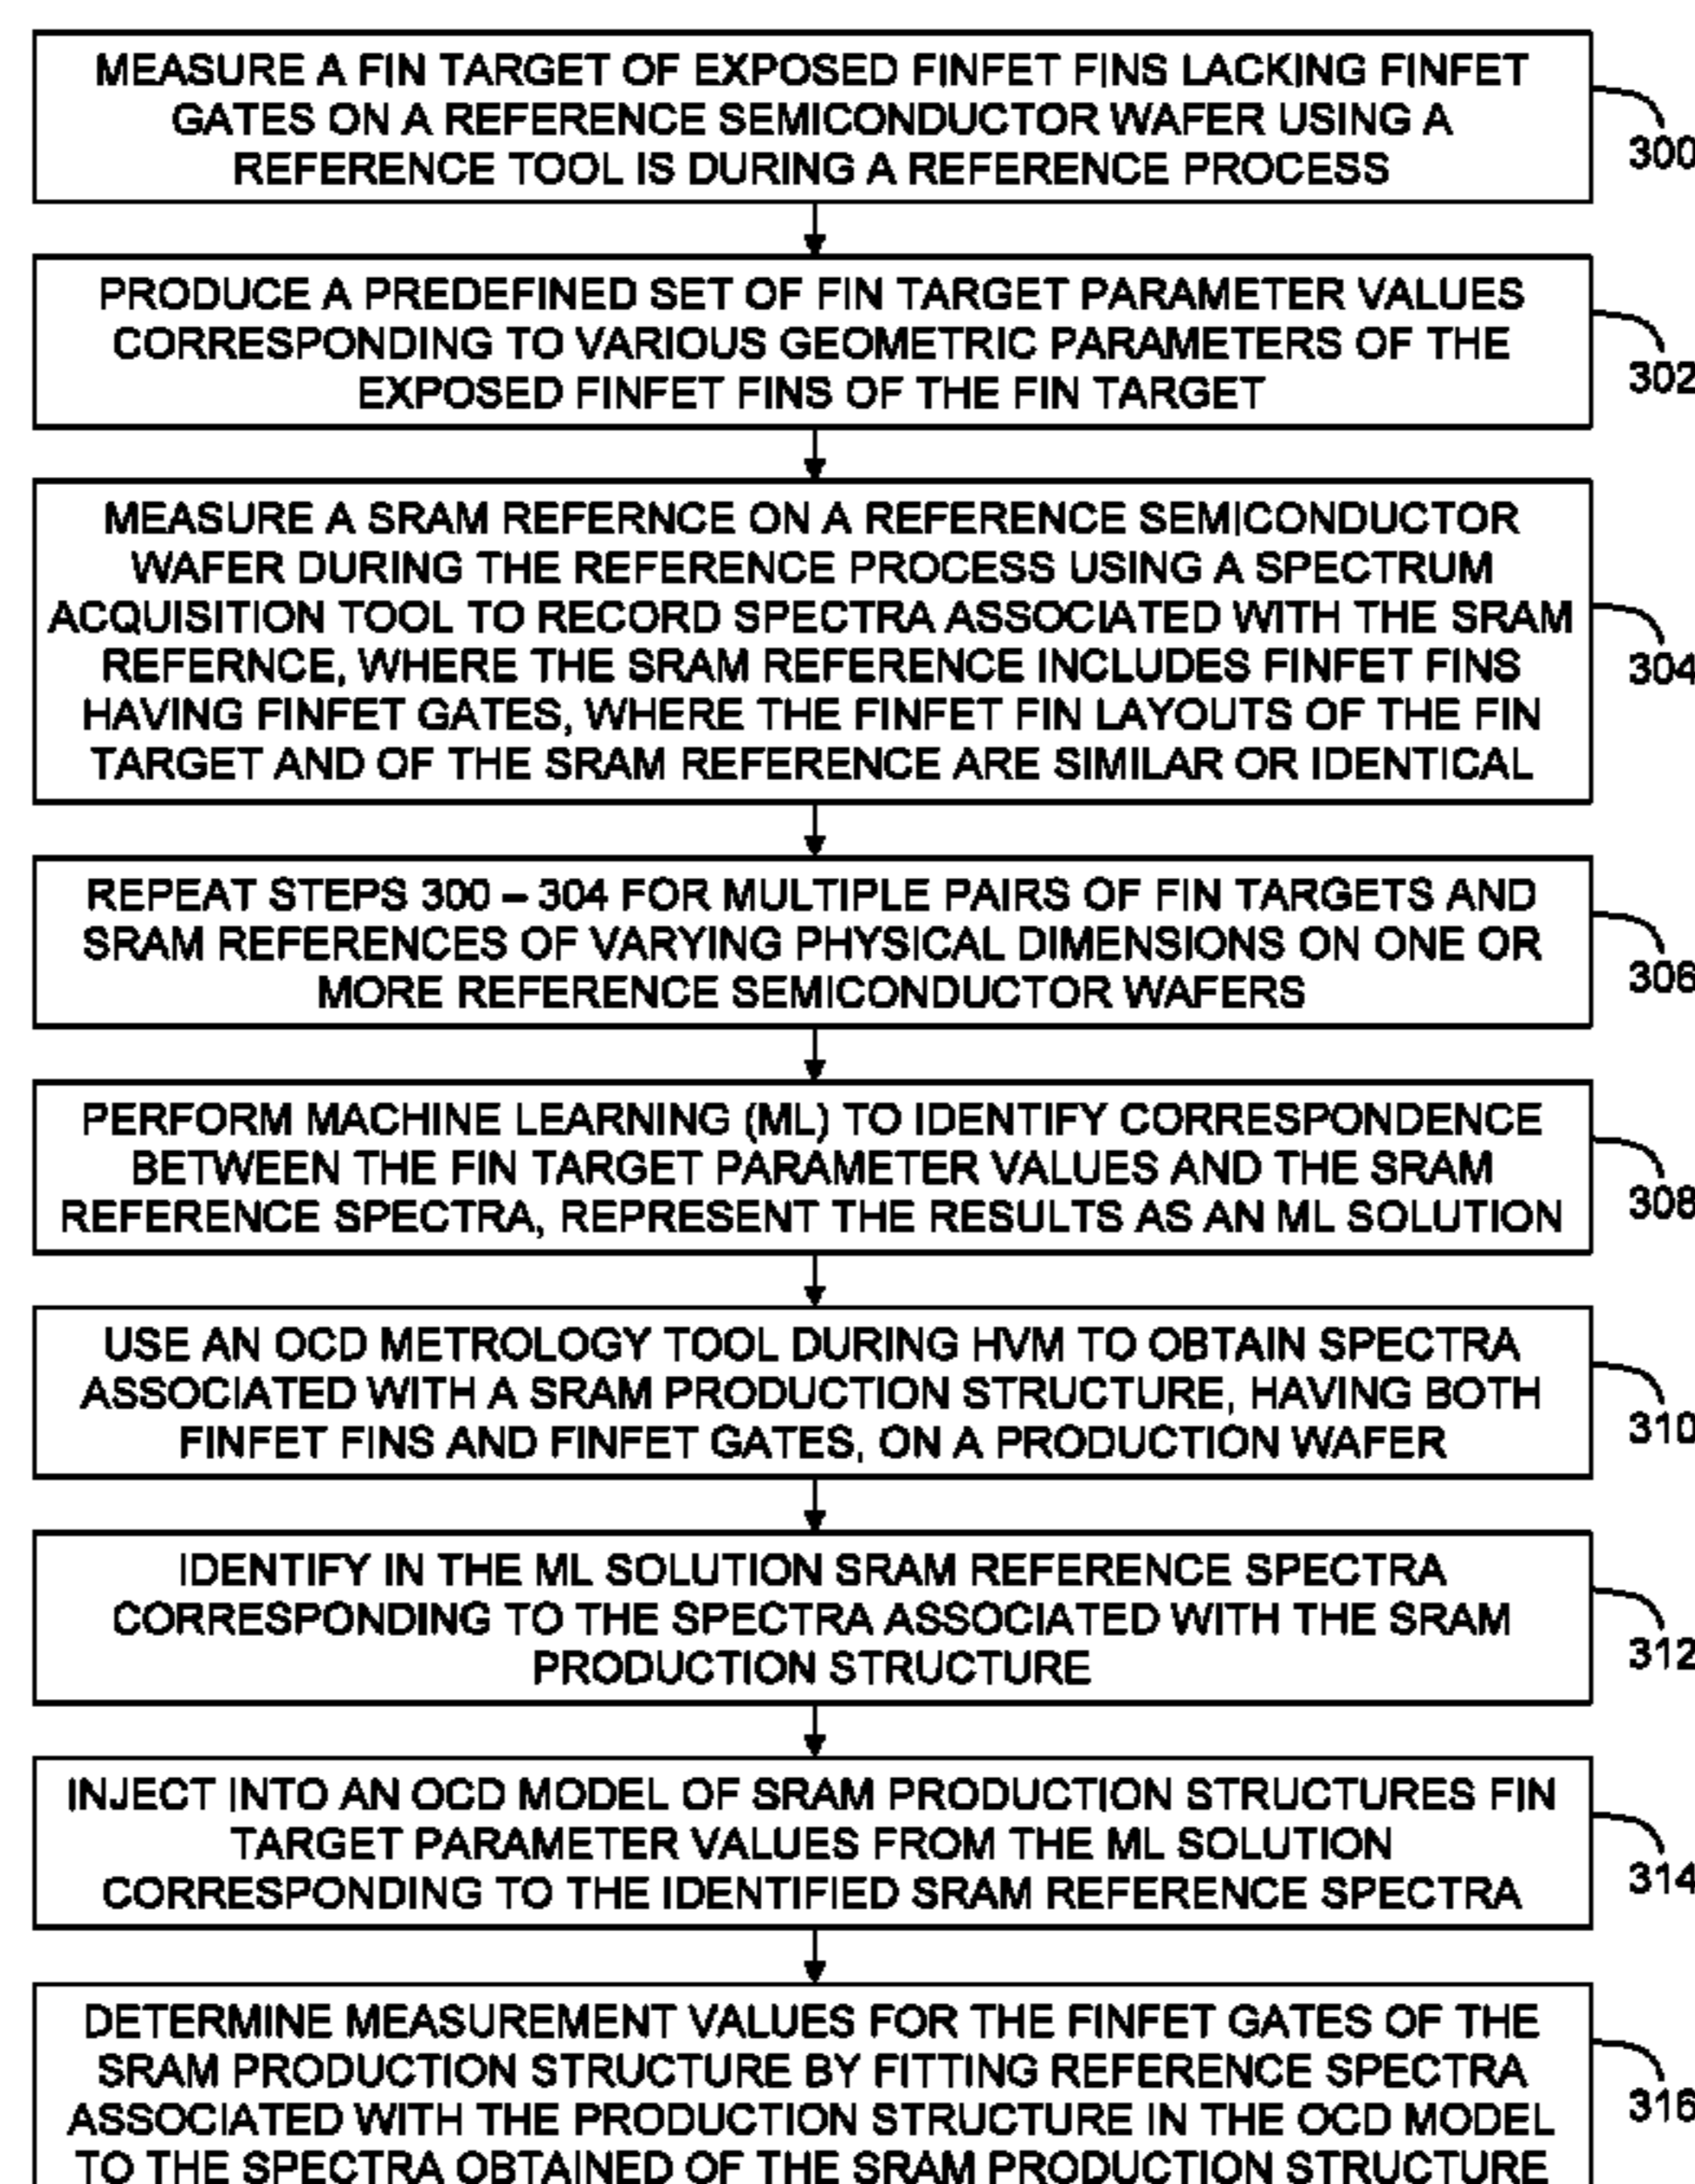 MEASURE A FIN TARGET OF EXPOSED FINFET FINS LACKING FINFET
GATES ON A REFERENCE SEMICONDUCTOR WAFER USING A
REFERENCE TOOL IS DURING A REFERENCE PROCESS
300
PRODUCE A PREDEFINED SET OF FIN TARGET PARAMETER VALUES
CORRESPONDING TO VARIOUS GEOMETRIC PARAMETERS OF THE
EXPOSED FINFET FINS OF THE FIN TARGET
302
MEASURE A SRAM REFERNCE ON A REFERENCE SEMICONDUCTOR
WAFER DURING THE REFERENCE PROCESS USING A SPECTRUM
ACQUISITION TOOL TO RECORD SPECTRA ASSOCIATED WITH THE SRAM
REFERNCE, WHERE THE SRAM REFERENCE INCLUDES FINFET FINS
HAVING FINFET GATES, WHERE THE FINFET FIN LAYOUTS OF THE FIN
TARGET AND OF THE SRAM REFERENCE ARE SIMILAR OR IDENTICAL
304
REPEAT STEPS 300 – 304 FOR MULTIPLE PAIRS OF FIN TARGETS AND
SRAM REFERENCES OF VARYING PHYSICAL DIMENSIONS ON ONE OR
MORE REFERENCE SEMICONDUCTOR WAFERS
306
PERFORM MACHINE LEARNING (ML) TO IDENTIFY CORRESPONDENCE
BETWEEN THE FIN TARGET PARAMETER VALUES AND THE SRAM
REFERENCE SPECTRA, REPRESENT THE RESULTS AS AN ML SOLUTION
308
USE AN OCD METROLOGY TOOL DURING HVM TO OBTAIN SPECTRA
ASSOCIATED WITH A SRAM PRODUCTION STRUCTURE, HAVING BOTH
FINFET FINS AND FINFET GATES, ON A PRODUCTION WAFER
310
IDENTIFY IN THE ML SOLUTION SRAM REFERENCE SPECTRA
CORRESPONDING TO THE SPECTRA ASSOCIATED WITH THE SRAM
PRODUCTION STRUCTURE
312
INJECT INTO AN OCD MODEL OF SRAM PRODUCTION STRUCTURES FIN
TARGET PARAMETER VALUES FROM THE ML SOLUTION
CORRESPONDING TO THE IDENTIFIED SRAM REFERENCE SPECTRA
314
DETERMINE MEASUREMENT VALUES FOR THE FINFET GATES OF THE
SRAM PRODUCTION STRUCTURE BY FITTING REFERENCE SPECTRA
ASSOCIATED WITH THE PRODUCTION STRUCTURE IN THE OCD MODEL
TO THE SPECTRA OBTAINED OF THE SRAM PRODUCTION STRUCTURE
316